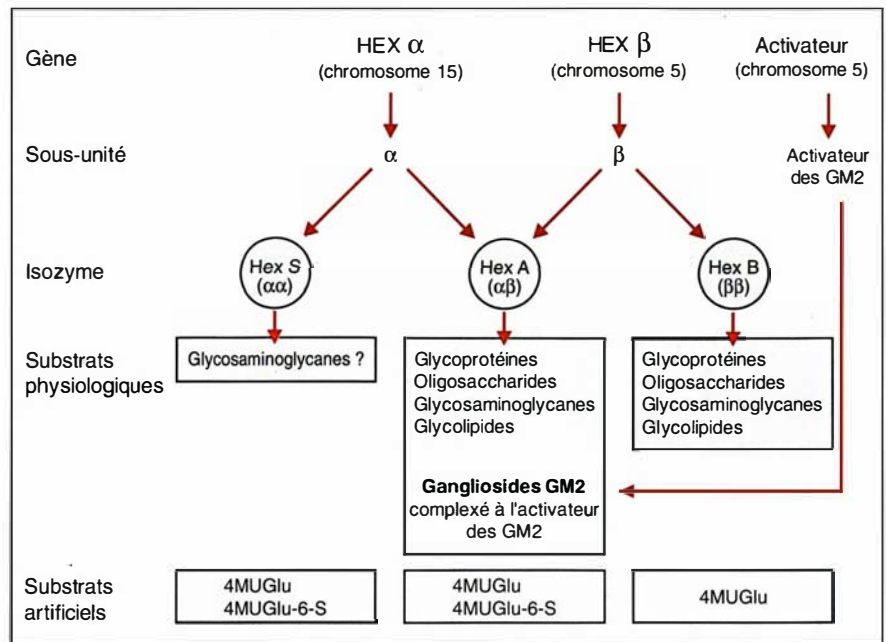 Gène
HEX α
(chromosome 15)
HEX β
(chromosome 5)
Activateur
(chromosome 5)
Sous-unité
α
β
Activateur
des GM2
Isozyme
Hex S
(αα)
Hex A
(αβ)
Hex B
(ββ)
Substrats
physiologiques
Glycosaminoglycanes ?
Glycoprotéines
Oligosaccharides
Glycosaminoglycanes
Glycolipides
Gangliosides GM2
complexé à l'activateur
des GM2
Glycoprotéines
Oligosaccharides
Glycosaminoglycanes
Glycolipides
Substrats
artificiels
4MUGlu
4MUGlu-6-S
4MUGlu
4MUGlu-6-S
4MUGlu